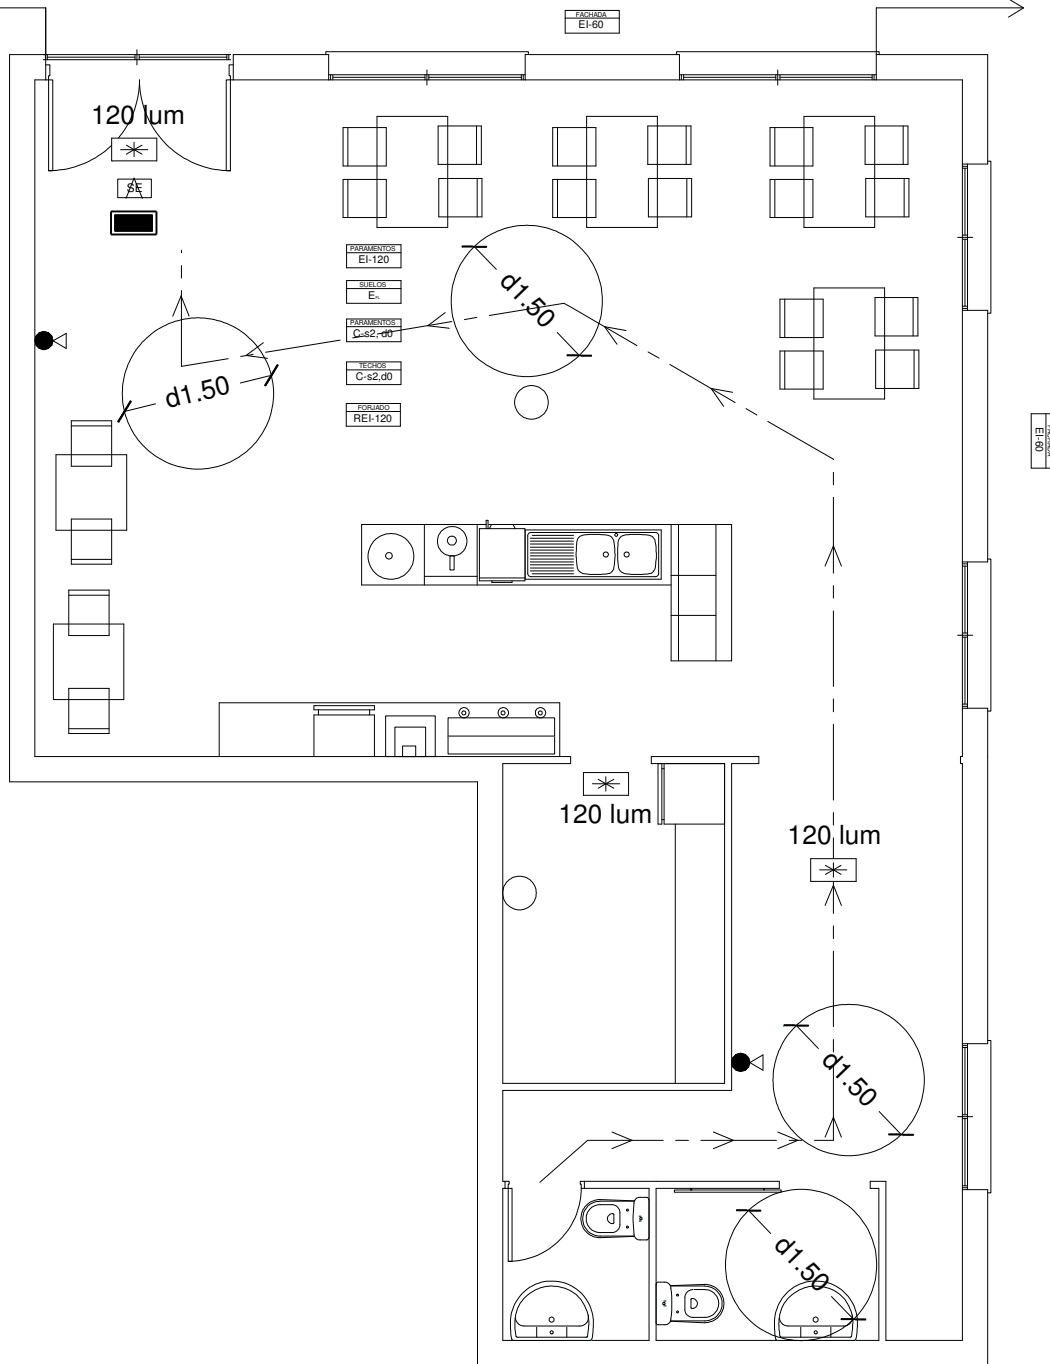 FACHADA
EI-60
120 lum
SE
PARAMENTOS
EI-120
SUELOS
EFL
PARAMENTOS
C-s2,d0
TECHOS
C-s2,d0
FORJADO
REI-120
d1.50
d1.50
EI-60
120 lum
120 lum
d1.50
d1.50